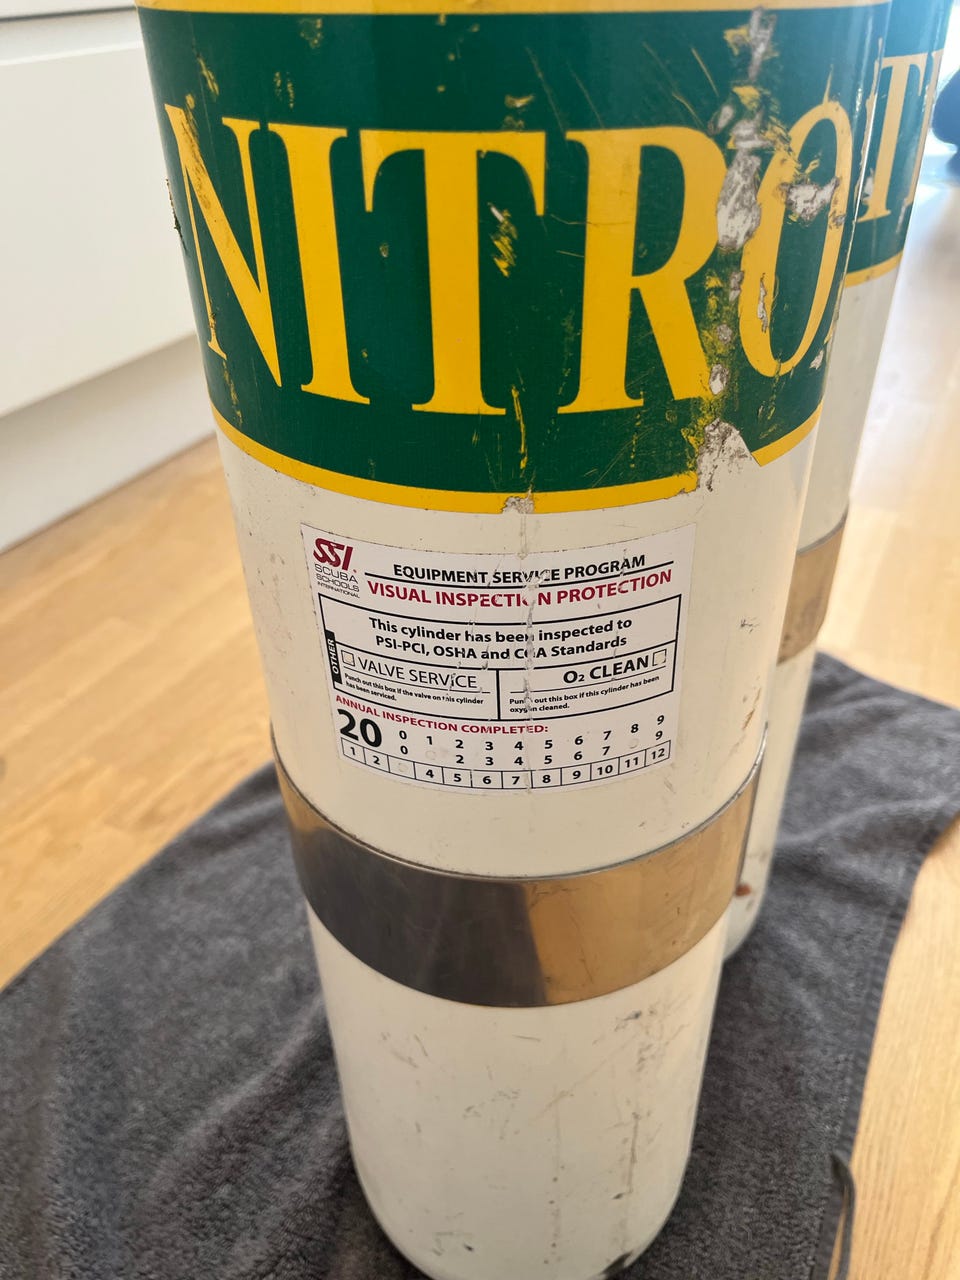 NITRO
SSI
SCUBA
SCHOOLS
INTERNATIONAL
EQUIPMENT SERVICE PROGRAM
VISUAL INSPECTION PROTECTION
This cylinder has been inspected to
PSI-PCI, OSHA and CGA Standards
OTHER
VALVE SERVICE
Punch out this box if the valve on this cylinder
has been serviced.
O₂ CLEAN
Punch out this box if this cylinder has been
oxygen cleaned.
ANNUAL INSPECTION COMPLETED:
20 0 1 2 3 4 5 6 7 8 9
0 2 3 4 5 6 7 9
1 2 4 5 6 7 8 9 10 11 12